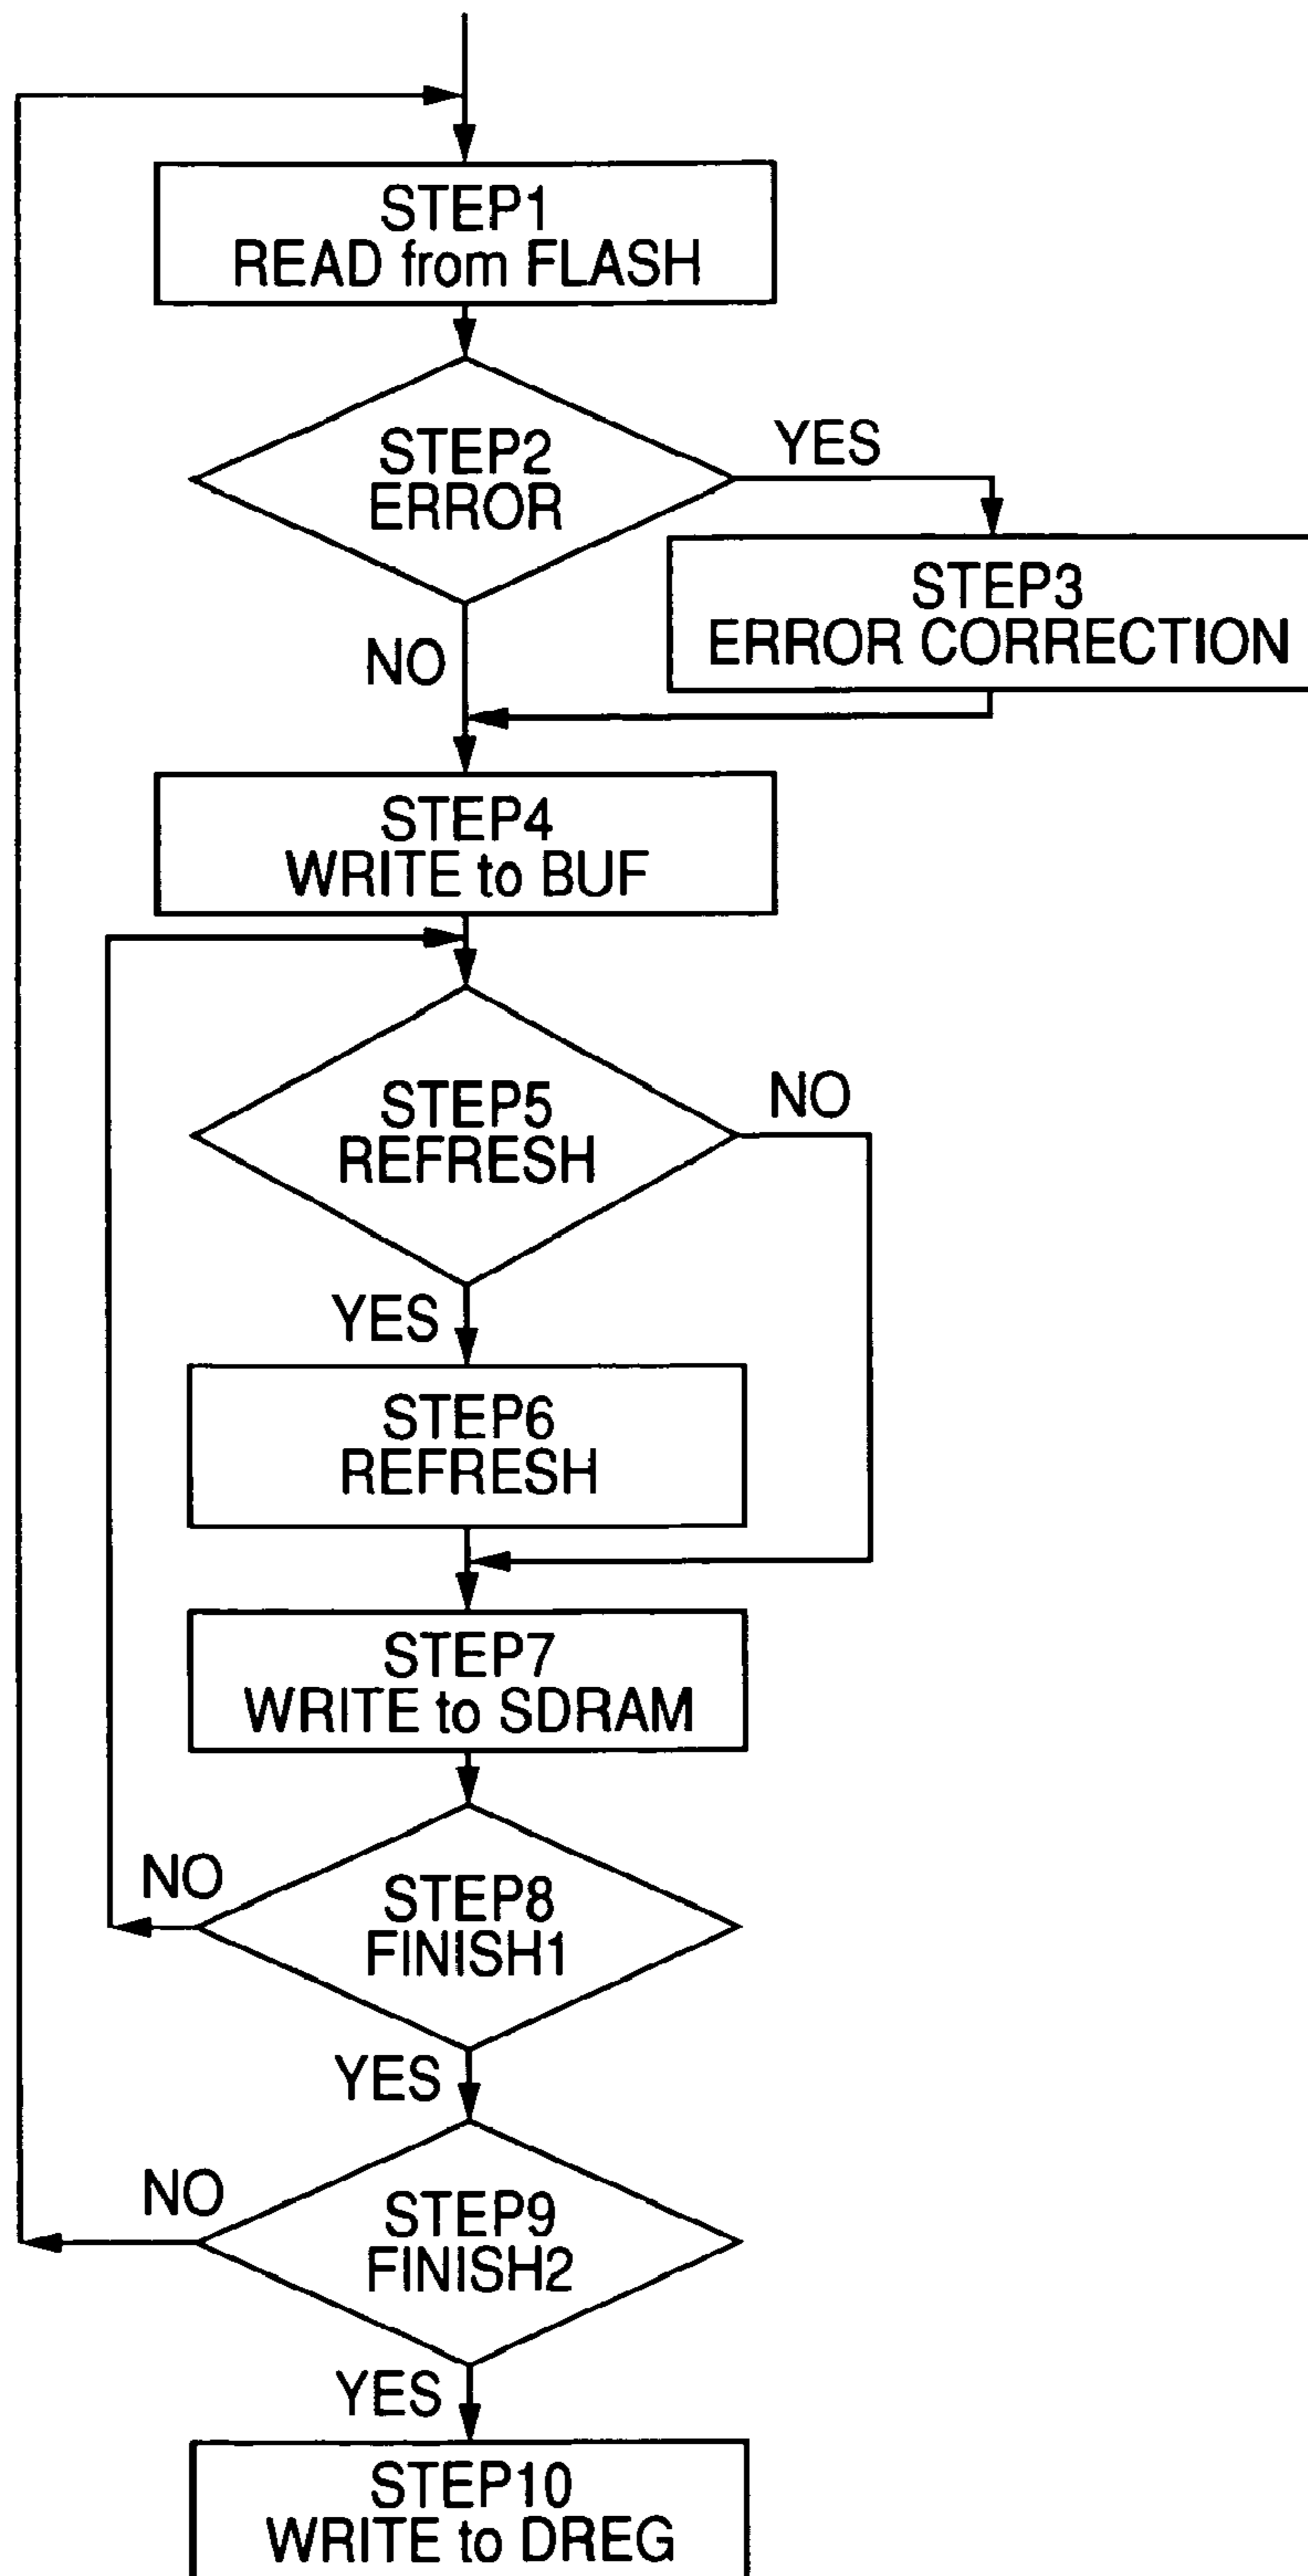 STEP1
READ from FLASH
STEP2
ERROR
YES
STEP3
ERROR CORRECTION
NO
STEP4
WRITE to BUF
STEP5
REFRESH
NO
YES
STEP6
REFRESH
STEP7
WRITE to SDRAM
NO
STEP8
FINISH1
YES
NO
STEP9
FINISH2
YES
STEP10
WRITE to DREG